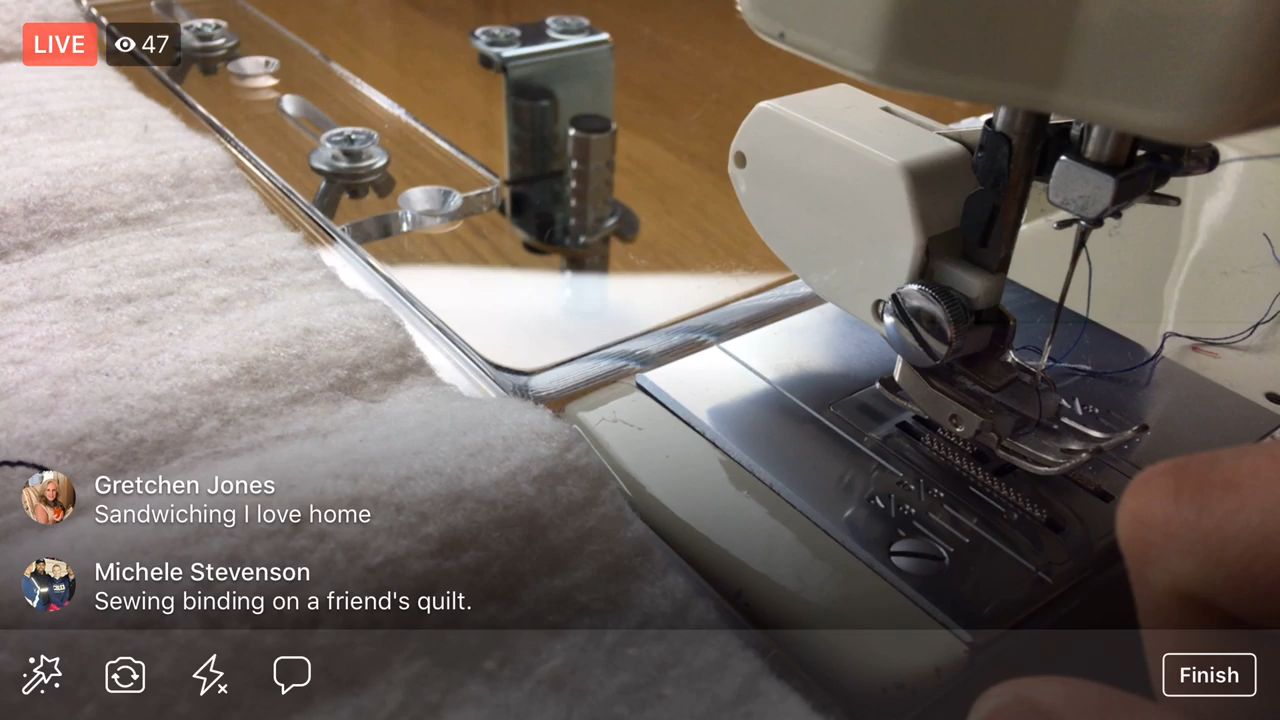 LIVE 47
Gretchen Jones
Sandwiching I love home
Michele Stevenson
Sewing binding on a friend's quilt.
Finish